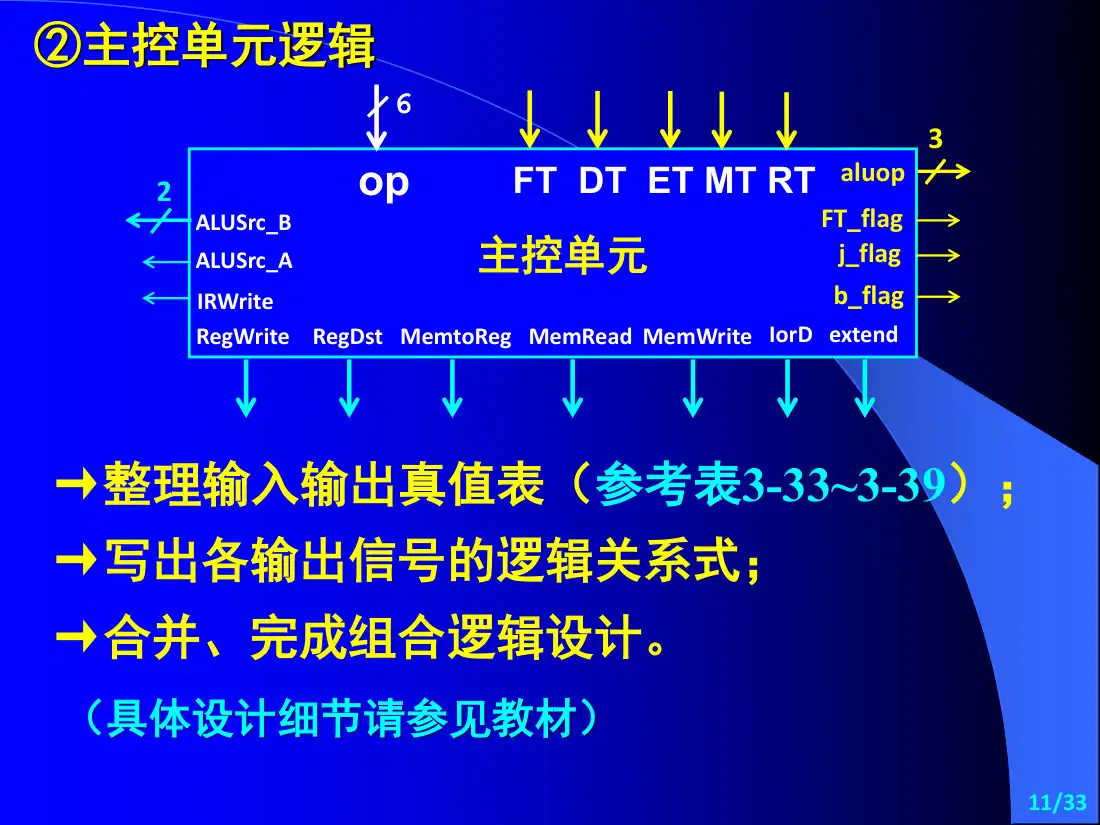 ②主控单元逻辑
6
3
2
op FT DT ET MT RT aluop
ALUSrc_B FT_flag
ALUSrc_A 主控单元 j_flag
IRWrite b_flag
RegWrite RegDst MemtoReg MemRead MemWrite IorD extend
➞整理输入输出真值表（参考表3-33~3-39）；
➞写出各输出信号的逻辑关系式；
➞合并、完成组合逻辑设计。
（具体设计细节请参见教材）
11/33